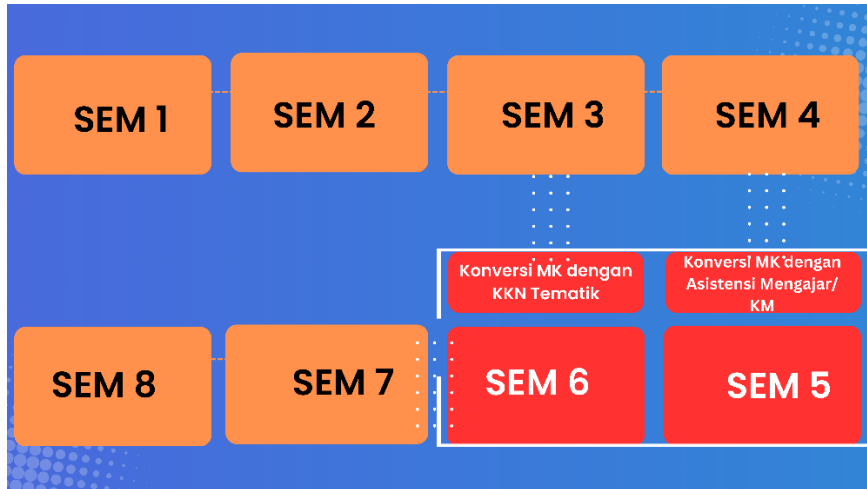 SEM 1
SEM 2
SEM 3
SEM 4
Konversi MK dengan
KKN Tematik
Konversi MK dengan
Asistensi Mengajar/
KM
SEM 8
SEM 7
SEM 6
SEM 5